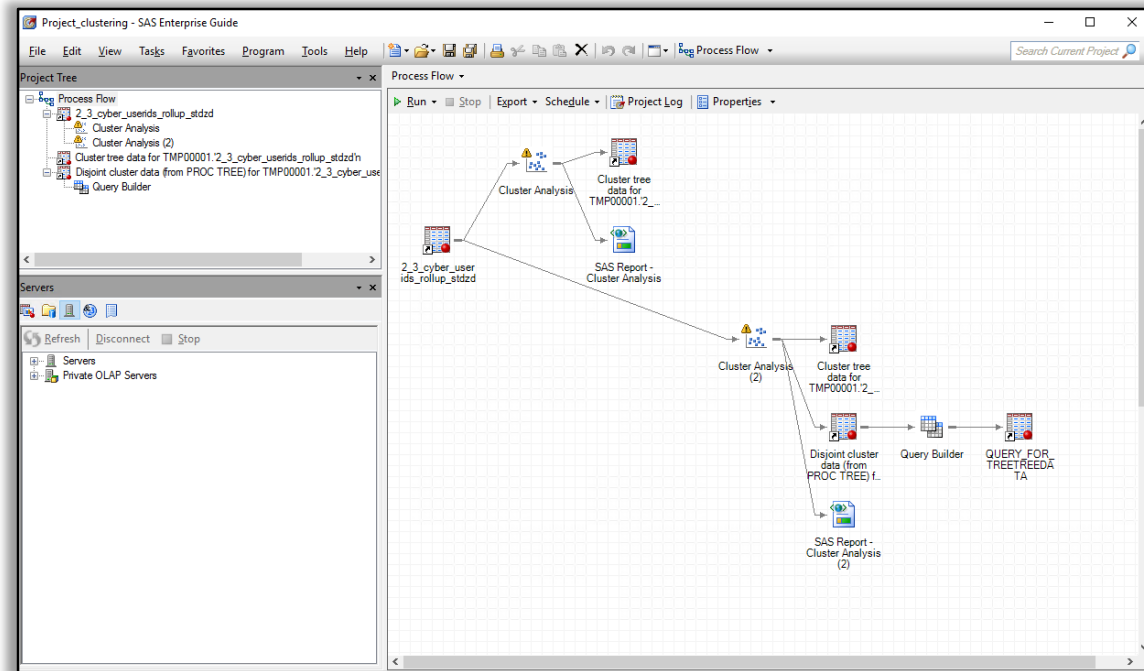 Project_clustering - SAS Enterprise Guide
File Edit View Tasks Favorites Program Tools Help Process Flow Search Current Project
Project Tree
Process Flow
2_3_cyber_userids_rollup_stdzd
Cluster Analysis
Cluster Analysis (2)
Cluster tree data for TMP00001.'2_3_cyber_userids_rollup_stdzd'n
Disjoint cluster data (from PROC TREE) for TMP00001.'2_3_cyber_use
Query Builder
Servers
Refresh Disconnect Stop
Servers
Private OLAP Servers
Process Flow
Run Stop Export Schedule Project Log Properties
Cluster Analysis
Cluster tree
data for
TMP00001.'2_...
2_3_cyber_user
ids_rollup_stdzd
SAS Report -
Cluster Analysis
Cluster Analysis
(2)
Cluster tree
data for
TMP00001.'2_...
Disjoint cluster
data (from
PROC TREE) f...
Query Builder
QUERY_FOR_
TREETREEDA
TA
SAS Report -
Cluster Analysis
(2)